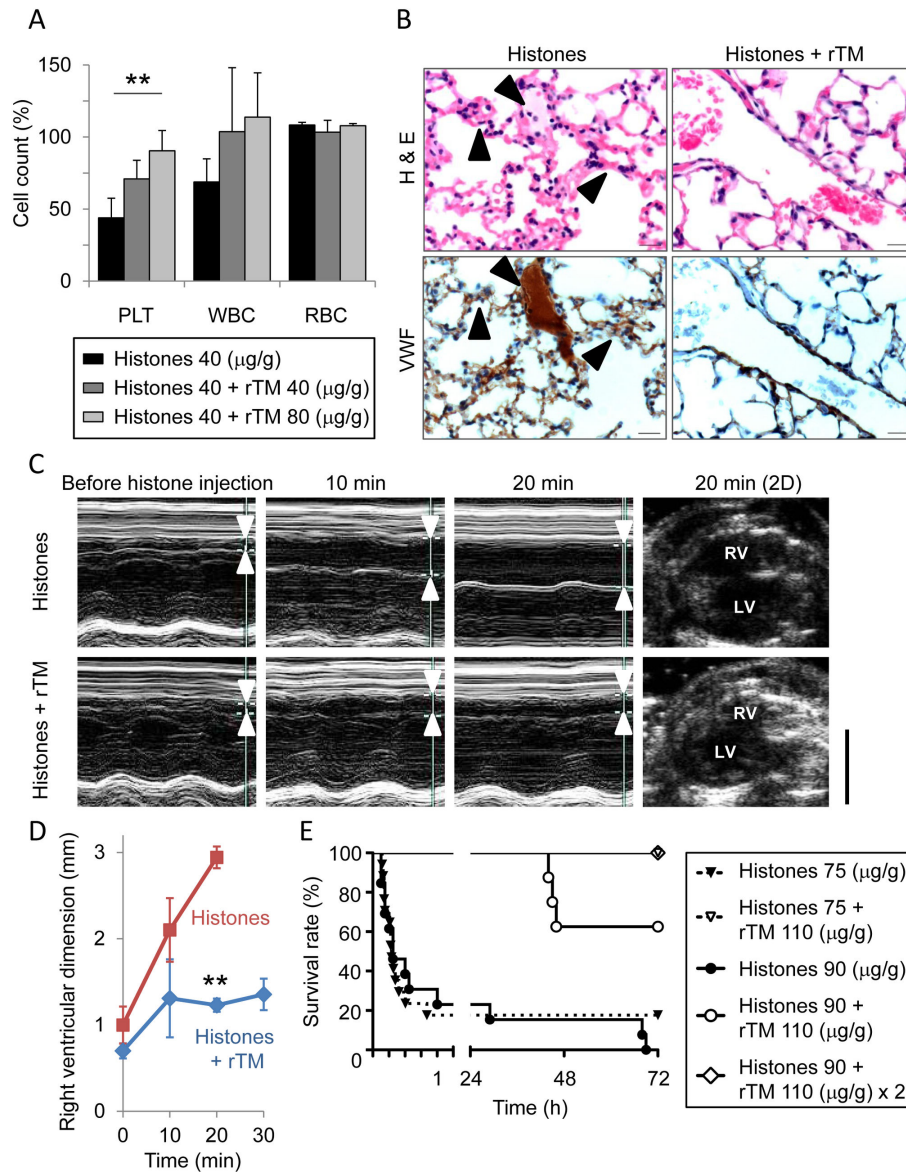 A
Cell count (%)
150
100
50
0
**
PLT
WBC
RBC
Histones 40 (μg/g)
Histones 40 + rTM 40 (μg/g)
Histones 40 + rTM 80 (μg/g)
B
Histones
Histones + rTM
H & E
VWF
C
Before histone injection
10 min
20 min
20 min (2D)
Histones
RV
LV
Histones + rTM
RV
LV
D
Right ventricular dimension (mm)
3
2
1
0
Histones
**
Histones
+ rTM
0
10
20
30
Time (min)
E
Survival rate (%)
100
80
60
40
20
0
1
24
48
72
Time (h)
Histones 75 (μg/g)
Histones 75 +
rTM 110 (μg/g)
Histones 90 (μg/g)
Histones 90 +
rTM 110 (μg/g)
Histones 90 +
rTM 110 (μg/g) x 2